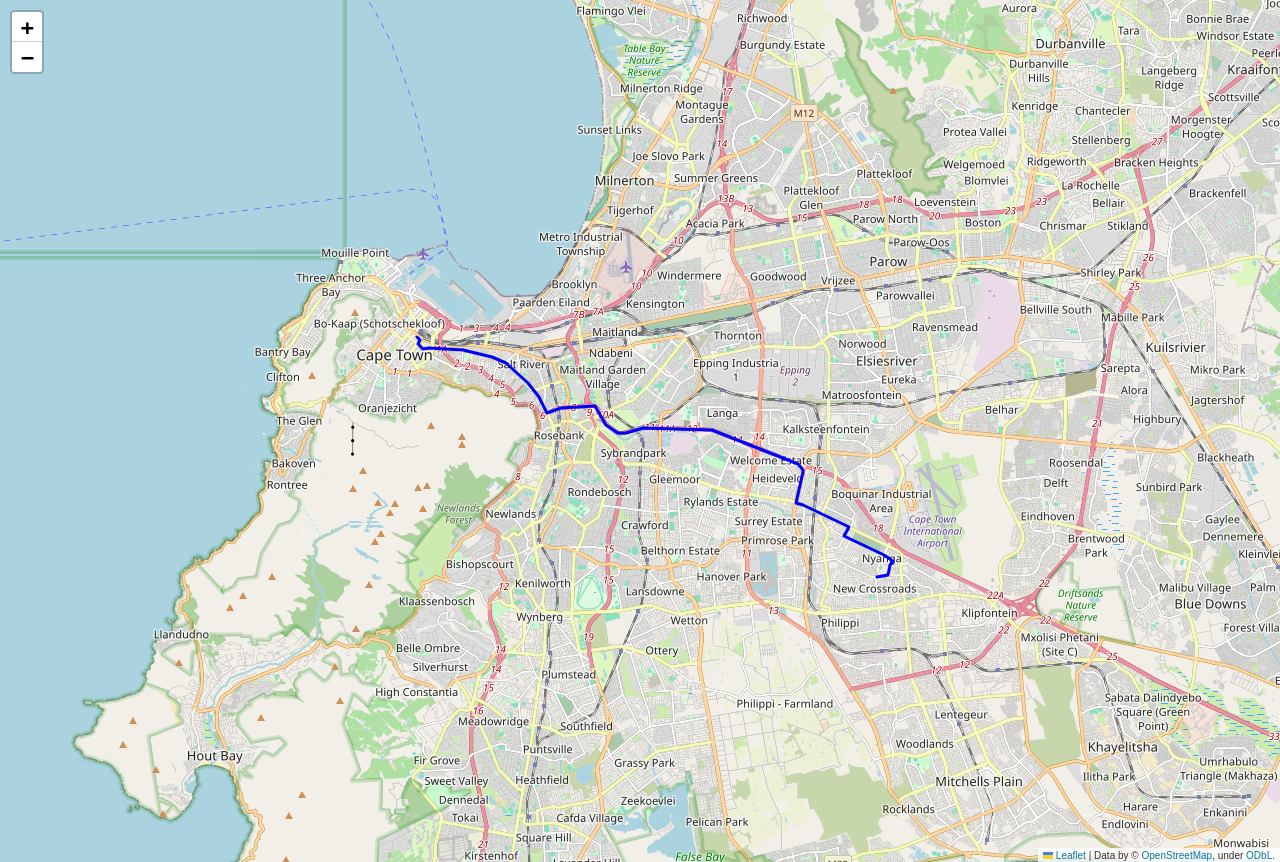 +
−
Flamingo Vlei
Richwood
Aurora
Bonnie Brae
Tara
Windsor Estate
Table Bay
Nature
Reserve
Burgundy Estate
Durbanville
Durbanville
Hills
Langeberg
Ridge
Kraaifon
Milnerton Ridge
Montague
Gardens
M12
Kenridge
Chantecler
Scottsville
Sunset Links
Protea Vallei
Stellenberg
Morgenster
Hoogte
Joe Slovo Park
Welgemoed
Ridgeworth
Bracken Heights
Milnerton
Summer Greens
Plattekloof
Blomvlei
La Rochelle
Plattekloof
Glen
Brackenfell
Tijgerhof
Loevenstein
Bellair
Acacia Park
Parow North
Boston
Chrismar
Stikland
Metro Industrial
Township
Parow-Oos
Mouille Point
Parow
Three Anchor
Bay
Brooklyn
Windermere
Goodwood
Vrijzee
Shirley Park
Paarden Eiland
Kensington
Parowvallei
Bellville South
Mabille Park
Bo-Kaap (Schotschekloof)
Maitland
Thornton
Ravensmead
Bantry Bay
Cape Town
Salt River
Ndabeni
Norwood
Kuilsrivier
Clifton
Maitland Garden
Village
Epping Industria
1
Epping
2
Elsiesrivier
Eureka
Sarepta
Mikro Park
Oranjezicht
Matroosfontein
Alora
Jagtershof
The Glen
Langa
Belhar
Highbury
Rosebank
Kalksteenfontein
Bakoven
Sybrandpark
Welcome Estate
Roosendal
Blackheath
Rontree
Gleemoor
Heideveld
Delft
Sunbird Park
Rondebosch
Rylands Estate
Boquinar Industrial
Area
Newlands
Forest
Newlands
Crawford
Surrey Estate
Cape Town
International
Airport
Eindhoven
Gaylee
Primrose Park
Brentwood
Park
Dennemere
Belthorn Estate
Nyanga
Kleinvlei
Bishopscourt
Kenilworth
Hanover Park
New Crossroads
Malibu Village
Palm
Klaassenbosch
Lansdowne
Driftsands
Nature
Reserve
Blue Downs
Wynberg
Wetton
Philippi
Klipfontein
Forest Villa
Llandudno
Belle Ombre
Ottery
Mxolisi Phetani
(Site C)
Silverhurst
Plumstead
High Constantia
Philippi - Farmland
Sabata Dalindyebo
Square (Green
Point)
Meadowridge
Southfield
Lentegeur
Hout Bay
Puntsville
Woodlands
Khayelitsha
Fir Grove
Grassy Park
Umrhabulo
Triangle (Makhaza)
Sweet Valley
Heathfield
Mitchells Plain
Ilitha Park
Dennedal
Zeekoevlei
Rocklands
Harare
Enkanini
Tokai
Cafda Village
Pelican Park
Endlovini
Square Hill
Monwabisi
Kirstenhof
False Bay
Leaflet | Data by © OpenStreetMap, under ODbL.